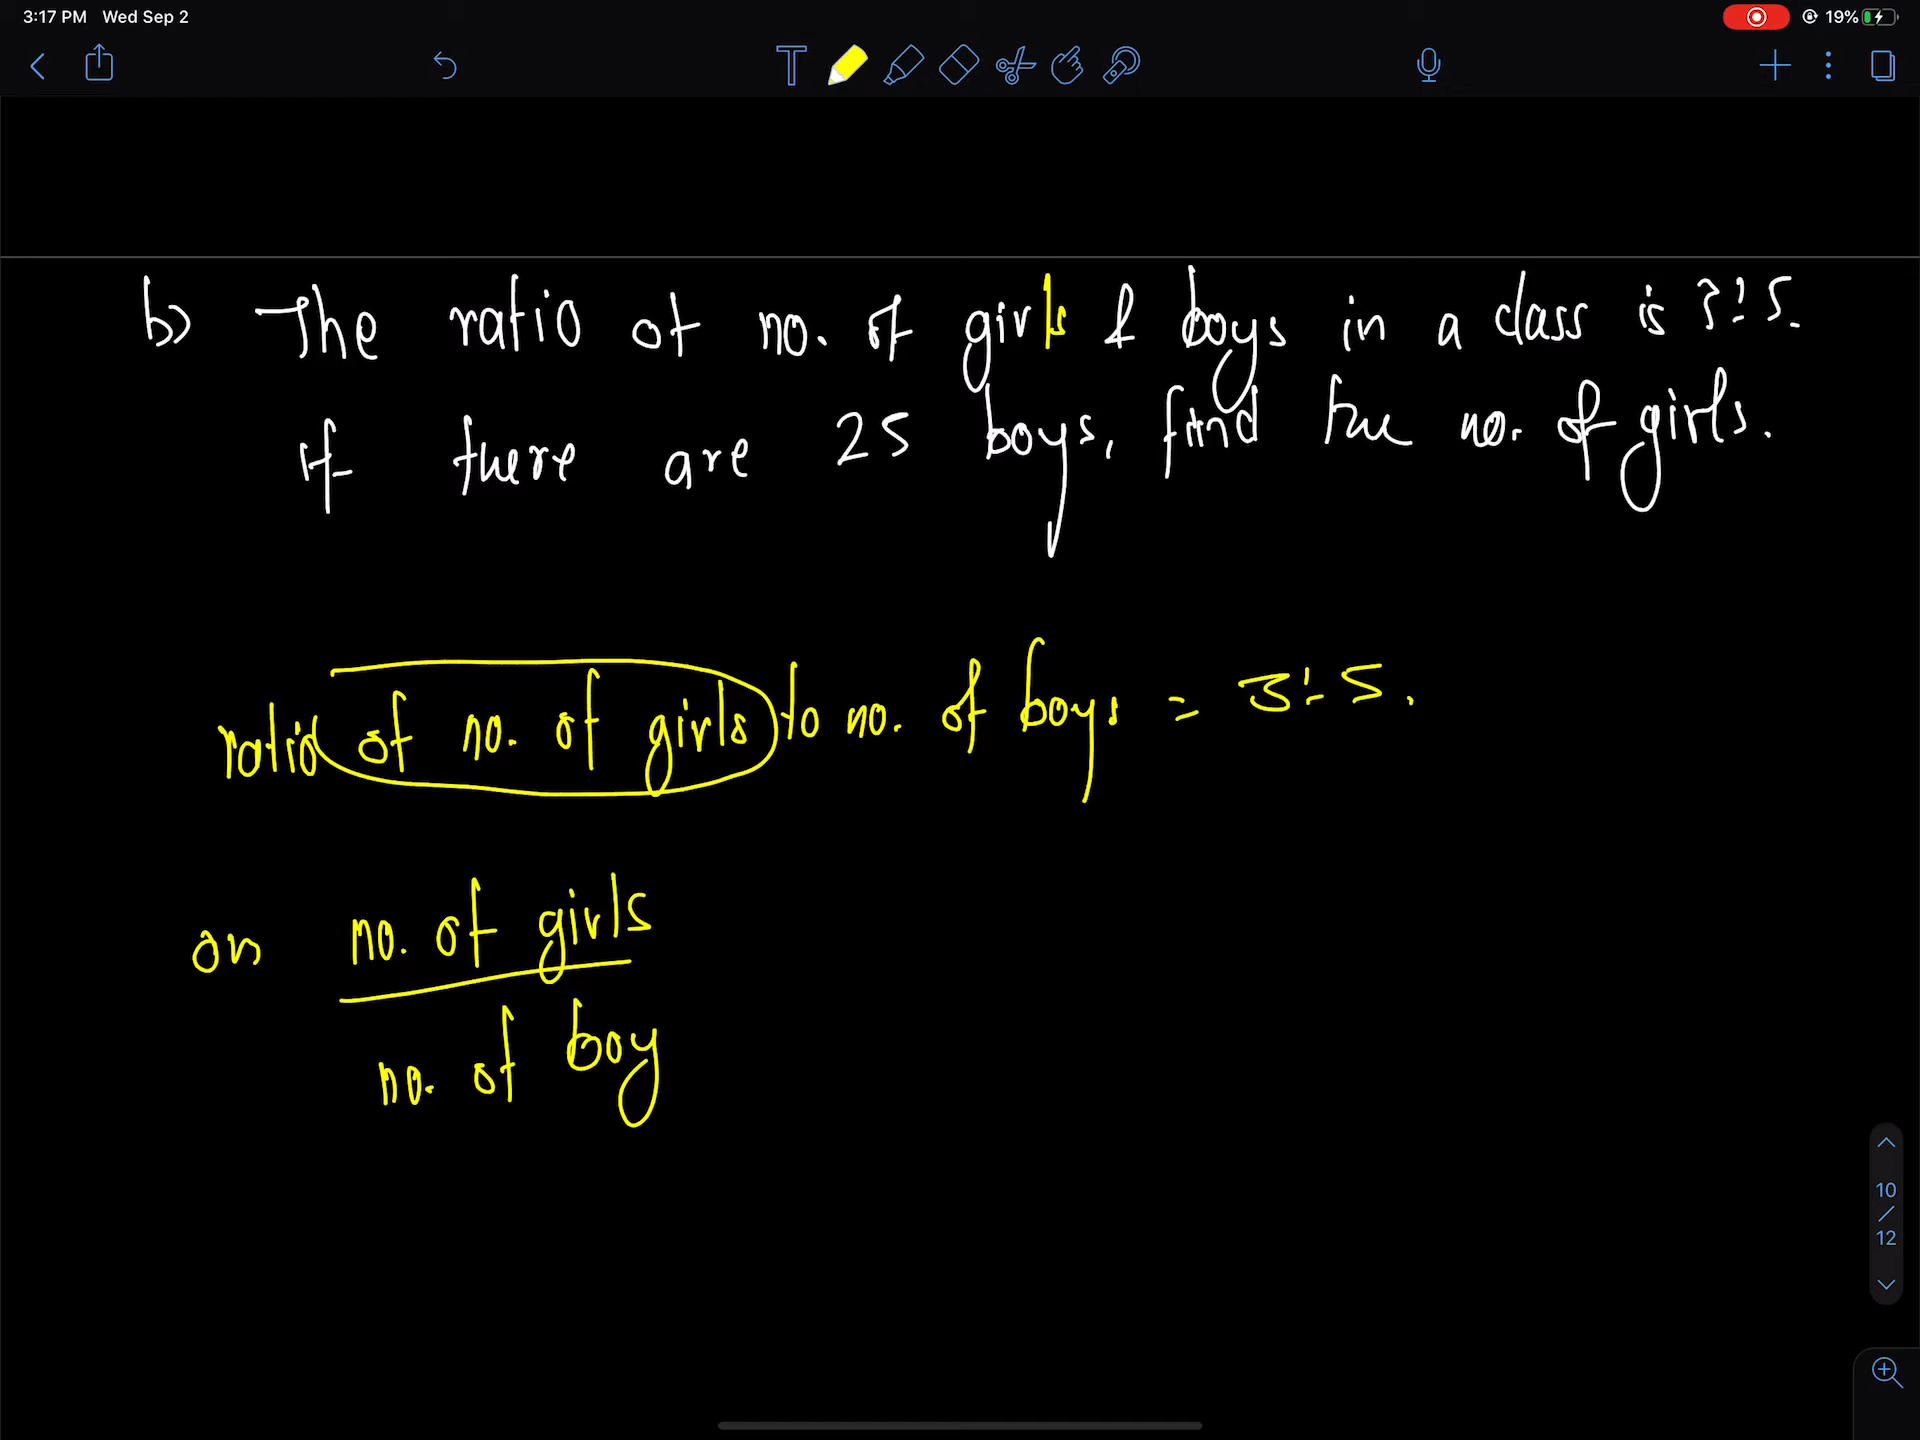 3:17 PM Wed Sep 2
19%
b) The ratio of no. of girls & boys in a class is 3:5.
If there are 25 boys, find the no. of girls.
ratio of no. of girls to no. of boys = 3:5.
or no. of girls
no. of boy
10
/
12